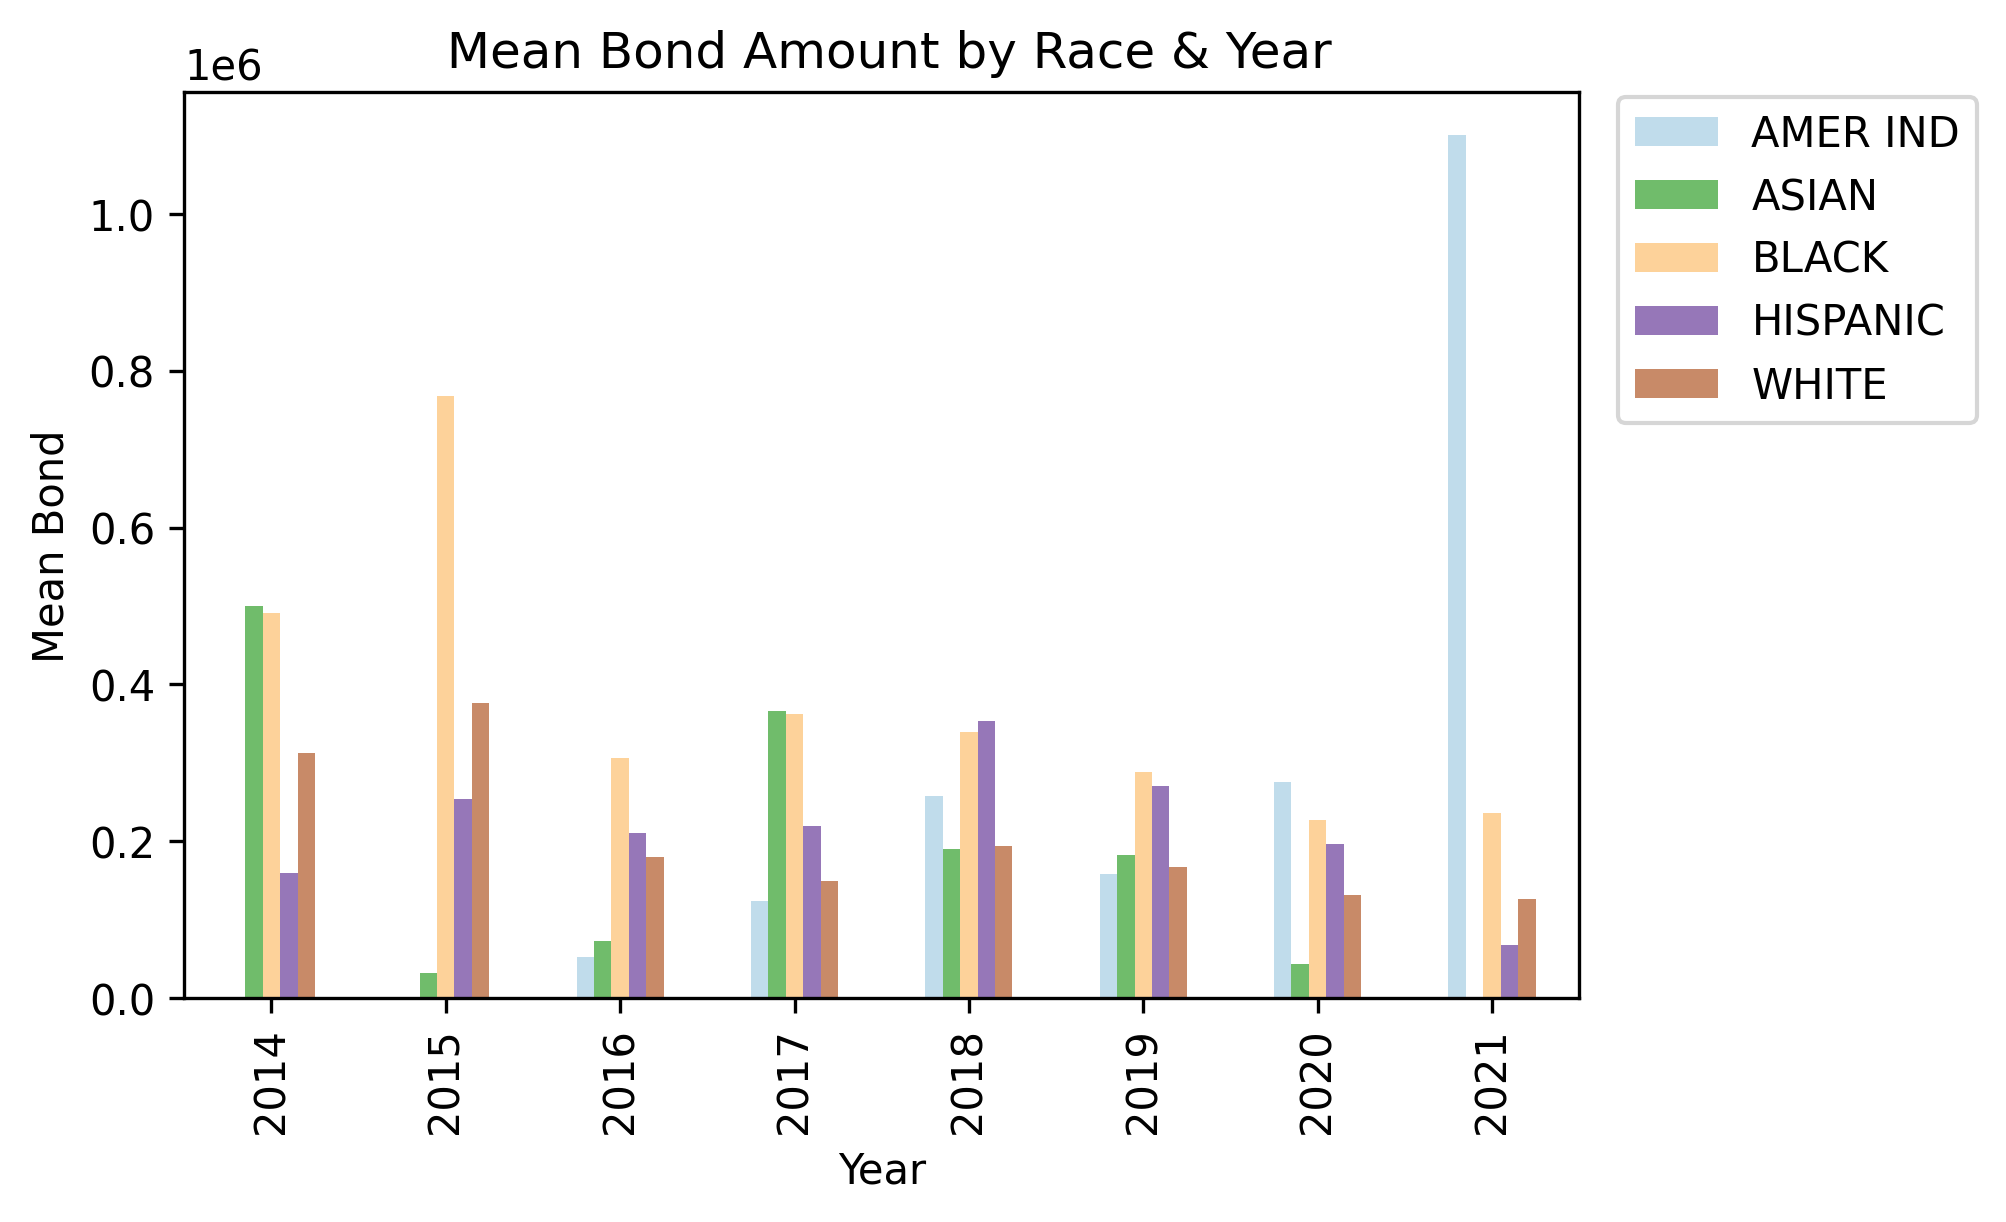 Mean Bond Amount by Race & Year
1e6
1.0
0.8
0.6
0.4
0.2
0.0
Mean Bond
2014
2015
2016
2017
2018
2019
2020
2021
Year
AMER IND
ASIAN
BLACK
HISPANIC
WHITE